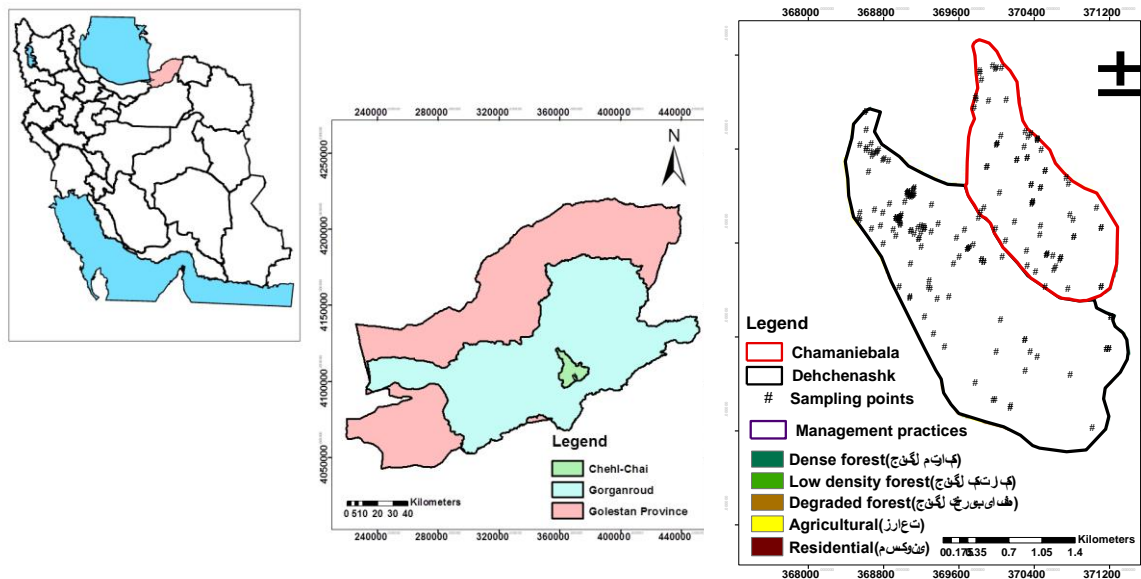 240000 280000 320000 360000 400000 440000
N
4250000
4200000
4150000
4100000
4050000
Legend
Chehl-Chai
Gorganroud
Golestan Province
Kilometers
0 5 10 20 30 40
240000 280000 320000 360000 400000 440000
368000 368800 369600 370400 371200
Legend
Chamaniebala
Dehchenashk
# Sampling points
Management practices
Dense forest
Low density forest
Degraded forest
Agricultural
Residential
Kilometers
0 0.175 0.35 0.7 1.05 1.4
368000 368800 369600 370400 371200